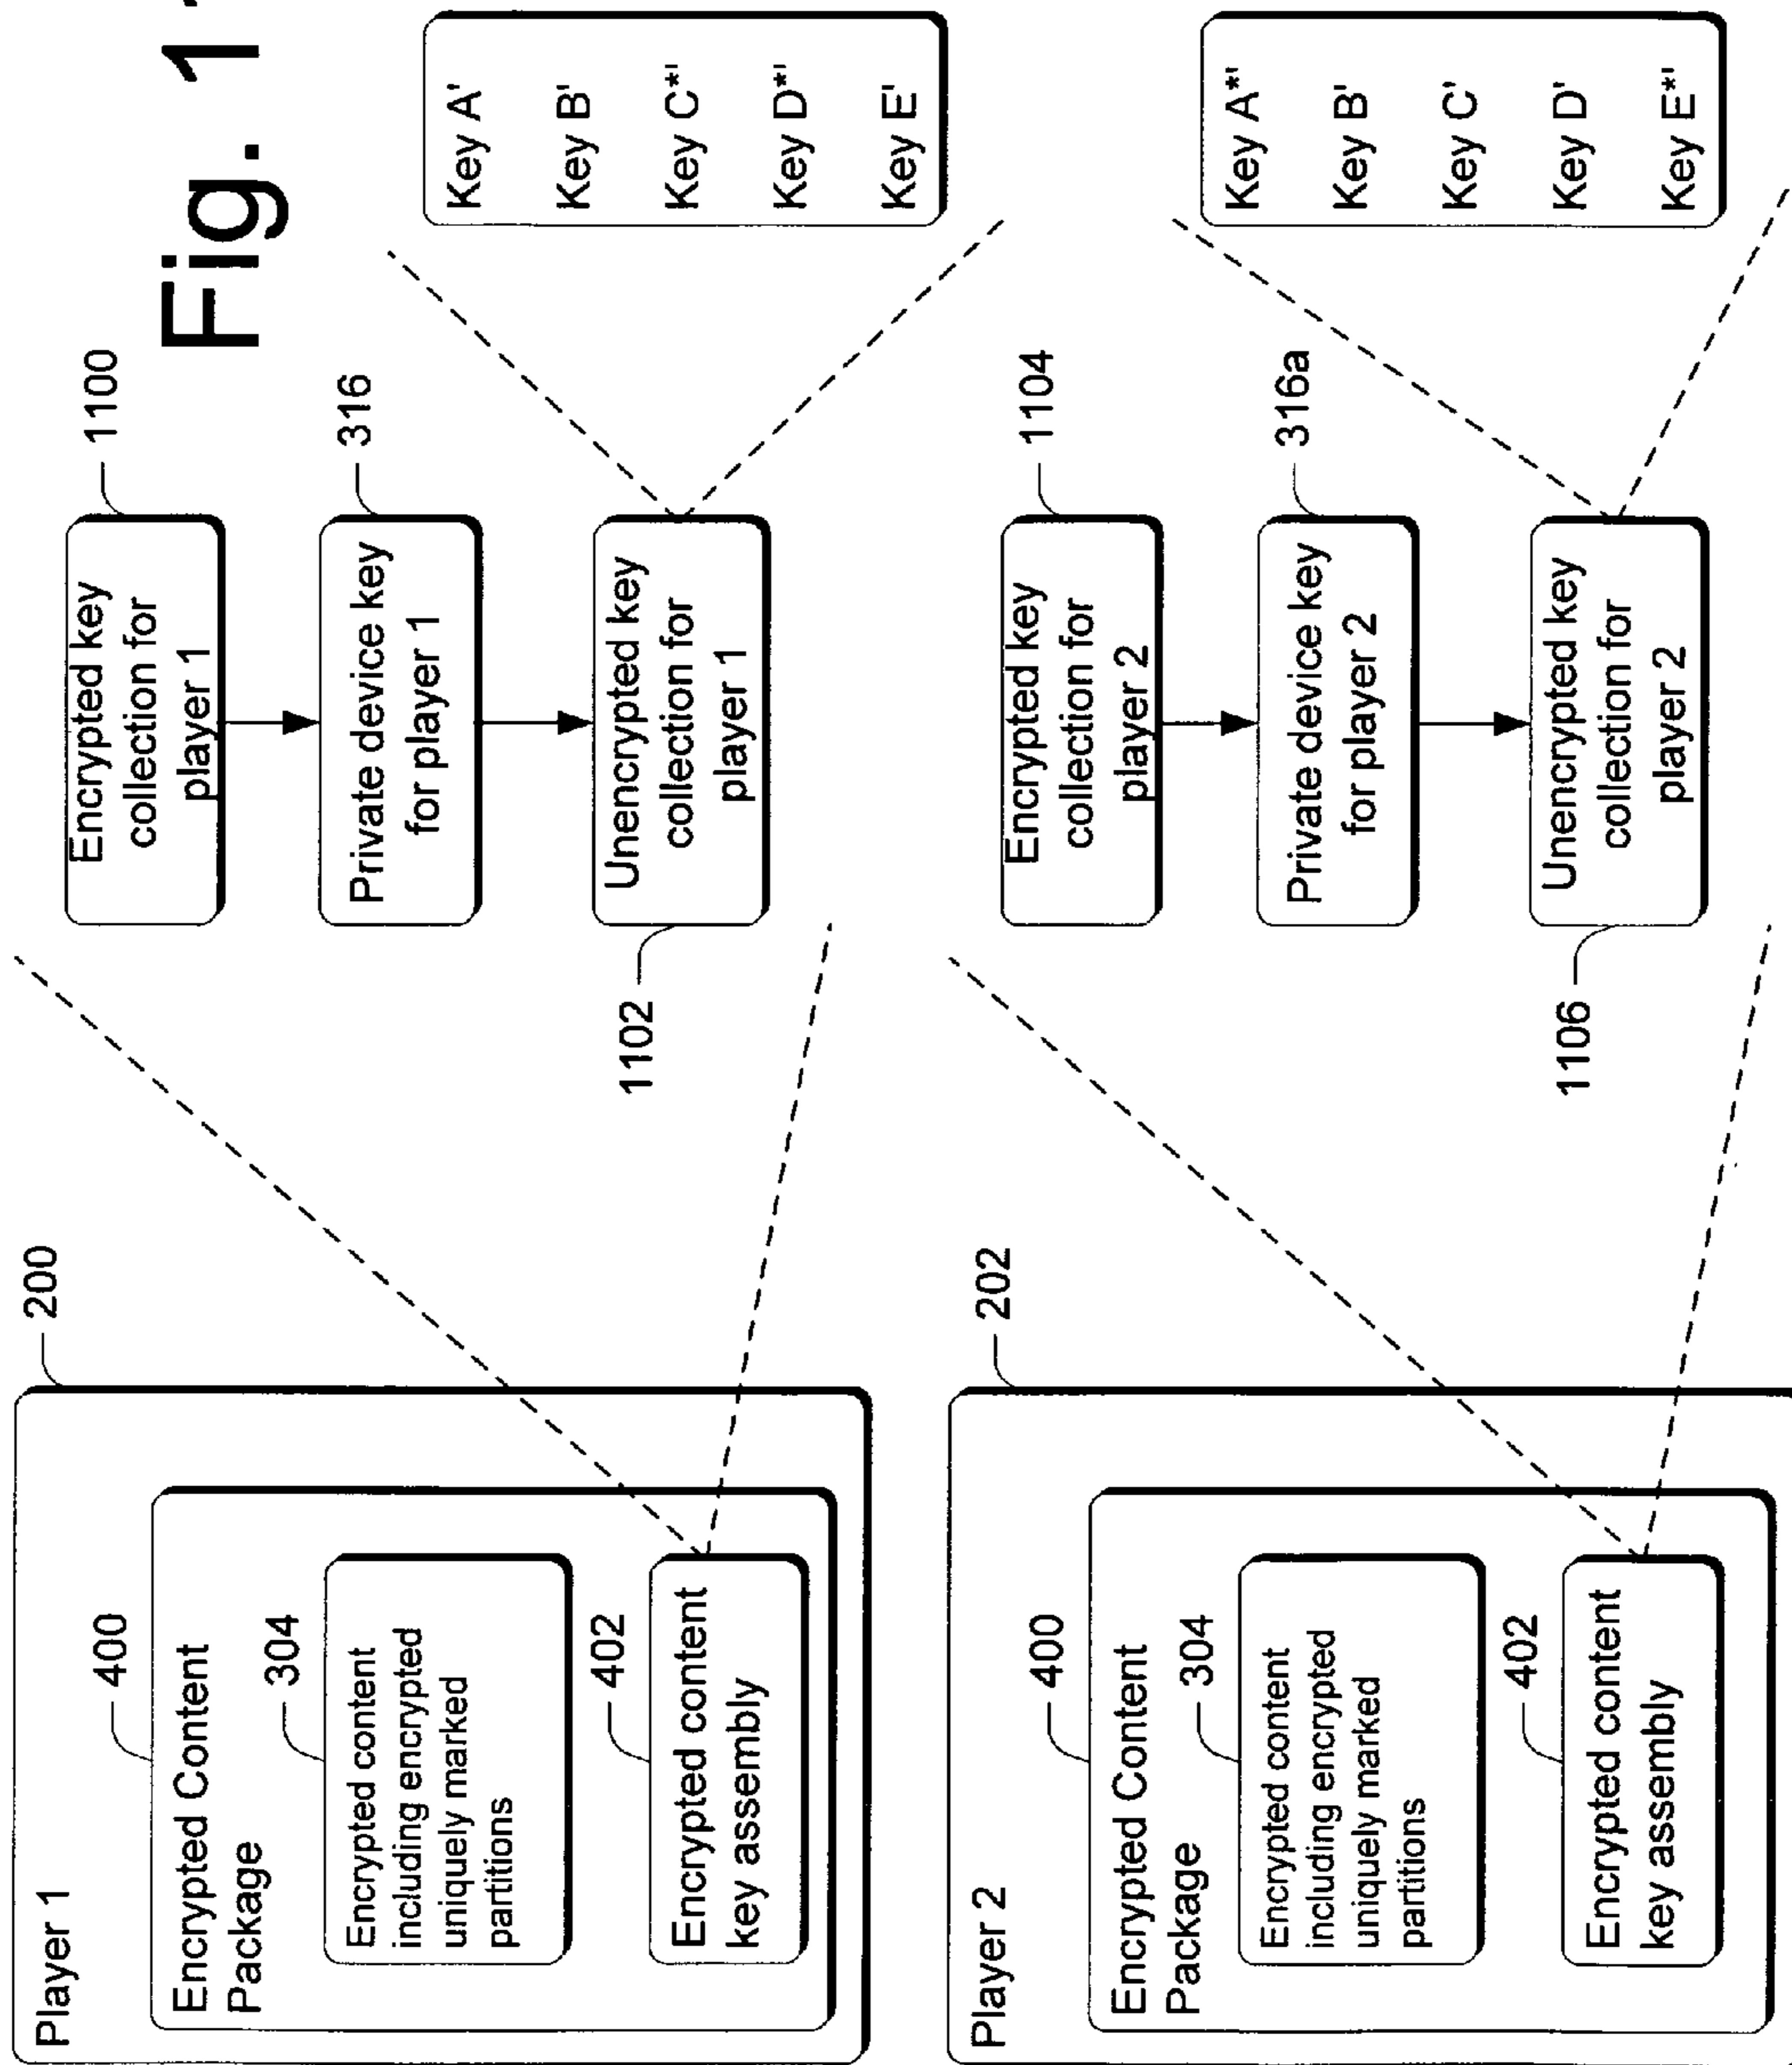 Fig. 1
Player 1
200
400
Encrypted Content
Package
304
Encrypted content
including encrypted
uniquely marked
partitions
402
Encrypted content
key assembly
Encrypted key
collection for
player 1
1100
Private device key
for player 1
316
Unencrypted key
collection for
player 1
1102
Key A'
Key B'
Key C*'
Key D*'
Key E'
Player 2
202
400
Encrypted Content
Package
304
Encrypted content
including encrypted
uniquely marked
partitions
402
Encrypted content
key assembly
Encrypted key
collection for
player 2
1104
Private device key
for player 2
316a
Unencrypted key
collection for
player 2
1106
Key A*'
Key B'
Key C'
Key D'
Key E*'